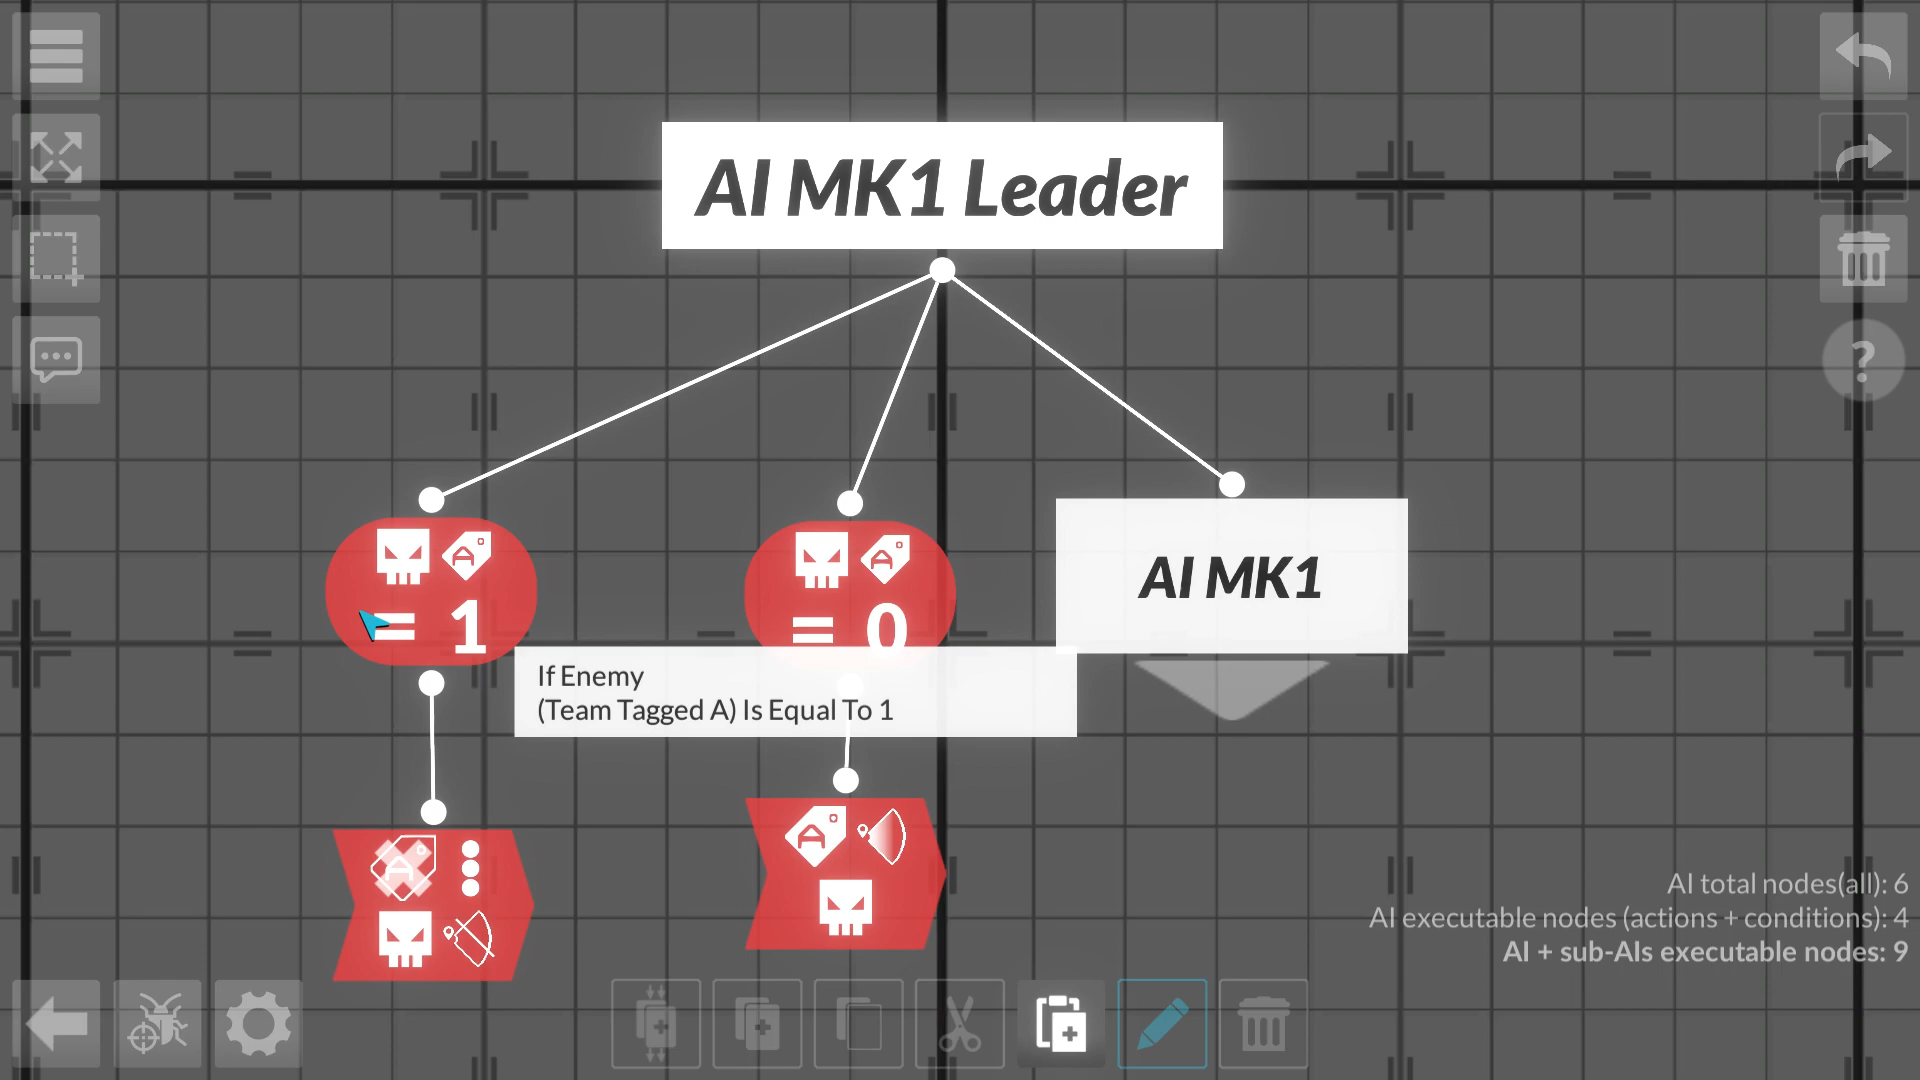 AI MK1 Leader
= 1
= 0
AI MK1
If Enemy
(Team Tagged A) Is Equal To 1
A
A
A
A
?
AI total nodes(all): 6
AI executable nodes (actions + conditions): 4
AI + sub-AIs executable nodes: 9